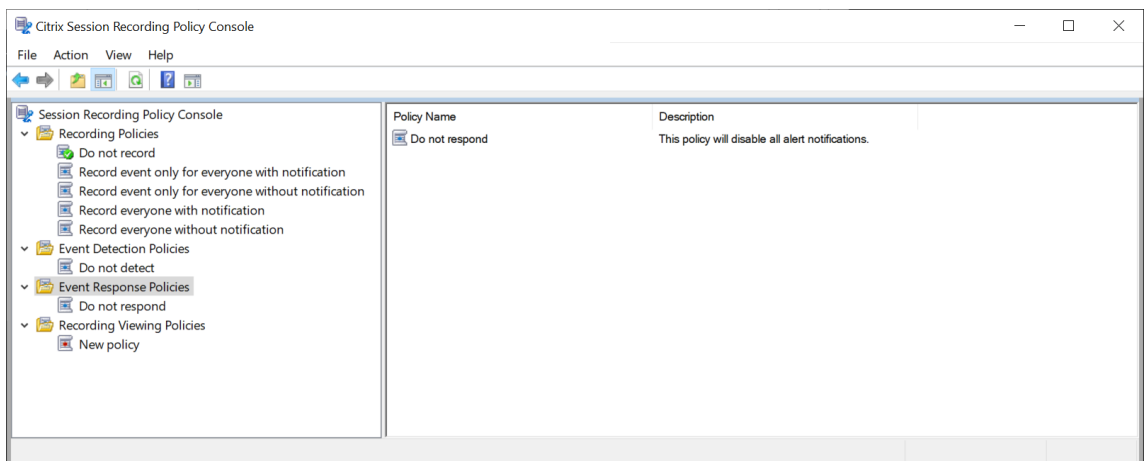 Citrix Session Recording Policy Console
File Action View Help
Session Recording Policy Console
Recording Policies
Do not record
Record event only for everyone with notification
Record event only for everyone without notification
Record everyone with notification
Record everyone without notification
Event Detection Policies
Do not detect
Event Response Policies
Do not respond
Recording Viewing Policies
New policy
Policy Name Description
Do not respond This policy will disable all alert notifications.